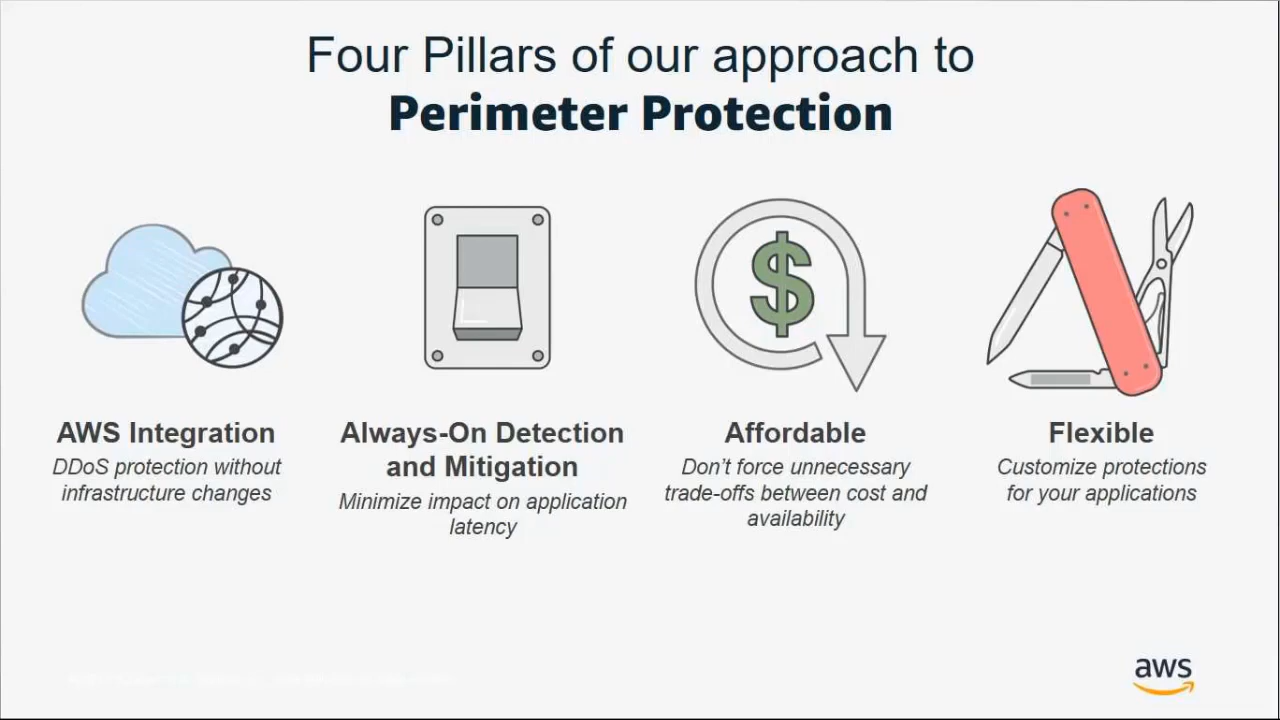 Four Pillars of our approach to
Perimeter Protection
AWS Integration
DDoS protection without
infrastructure changes
Always-On Detection
and Mitigation
Minimize impact on application
latency
Affordable
Don’t force unnecessary
trade-offs between cost and
availability
Flexible
Customize protections
for your applications
aws